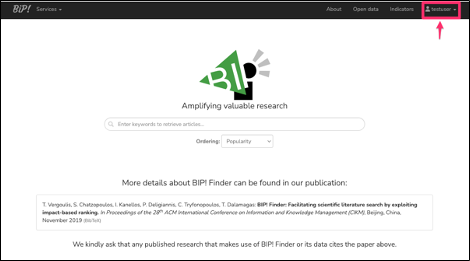 BIP! Services About Open data Indicators testuser
BIP!
Amplifying valuable research
Enter keywords to retrieve articles...
Ordering: Popularity
More details about BIP! Finder can be found in our publication:
T. Vergoulis, S. Chatzopoulos, I. Kanellos, P. Deligiannis, C. Tryfonopoulos, T. Dalamagas: BIP! Finder: Facilitating scientific literature search by exploiting
impact-based ranking. In Proceedings of the 28th ACM International Conference on Information and Knowledge Management (CIKM), Beijing, China,
November 2019 (BibTeX)
We kindly ask that any published research that makes use of BIP! Finder or its data cites the paper above.